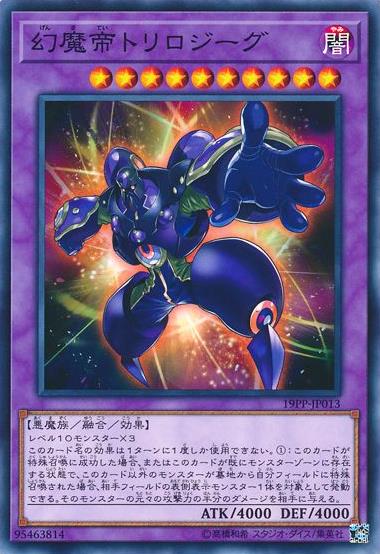 幻魔帝トリロジーグ
闇
19PP-JP013
【悪魔族／融合／効果】
レベル１０モンスター×３
このカード名の効果は１ターンに１度しか使用できない。①：このカードが
特殊召喚に成功した場合、またはこのカードが既にモンスターゾーンに存在
する状態で、このカード以外のモンスターが墓地から自分フィールドに特殊
召喚された場合、相手フィールドの表側表示モンスター１体を対象として発動
できる。そのモンスターの元々の攻撃力の半分のダメージを相手に与える。
ATK/4000 DEF/4000
95463814
©高橋和希 スタジオ・ダイス/集英社